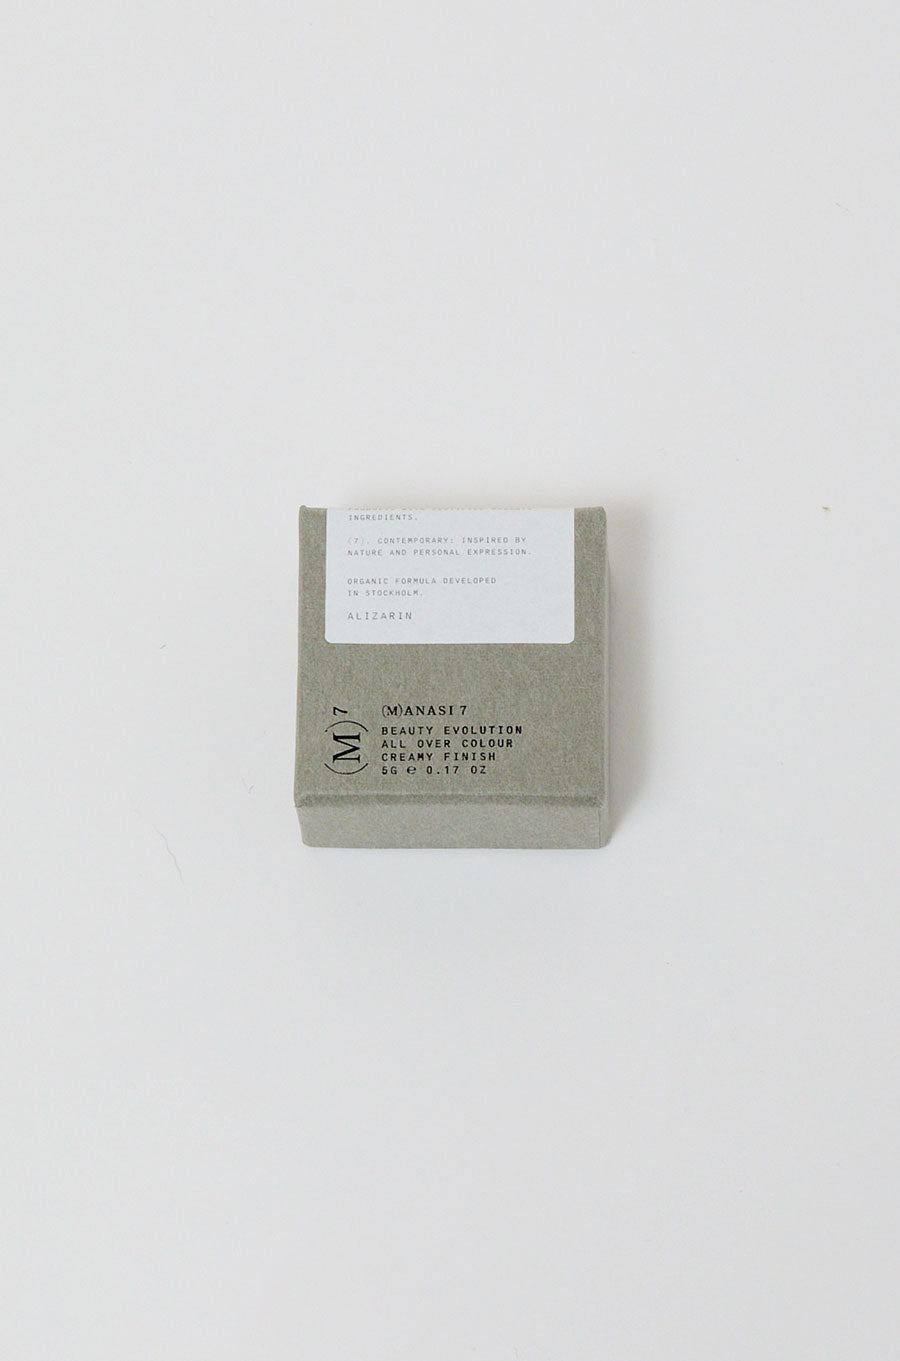 INGREDIENTS.
(7). CONTEMPORARY: INSPIRED BY
NATURE AND PERSONAL EXPRESSION.
ORGANIC FORMULA DEVELOPED
IN STOCKHOLM.
ALIZARIN
(M)7
(M)ANASI 7
BEAUTY EVOLUTION
ALL OVER COLOUR
CREAMY FINISH
5G ℮ 0.17 OZ